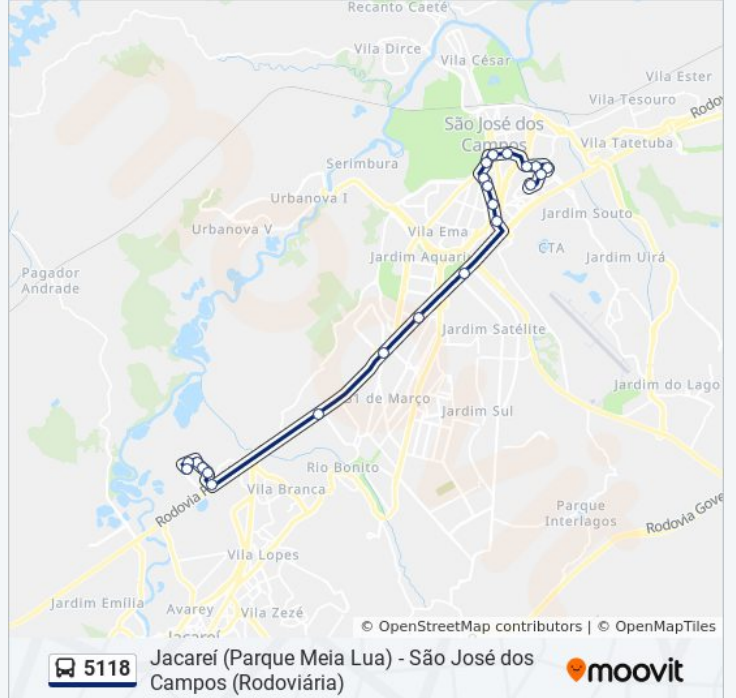 Recanto Caeté
Vila Dirce
Vila César
Vila Ester
Vila Tesouro
São José dos
Campos
Vila Tatetuba
Serimbura
Urbanova I
Jardim Souto
Urbanova V
Vila Ema
CTA
Jardim Aquari
Jardim Uirá
Pagador
Andrade
Jardim Satélite
Jardim do Lago
31 de Março
Jardim Sul
Rio Bonito
Vila Branca
Rodovia
Parque
Interlagos
Rodovia Gove
Vila Lopes
Jardim Emília
Avarey
Vila Zezé
Jacareí
© OpenStreetMap contributors | © OpenMapTiles
5118
Jacareí (Parque Meia Lua) - São José dos
Campos (Rodoviária)
moovit